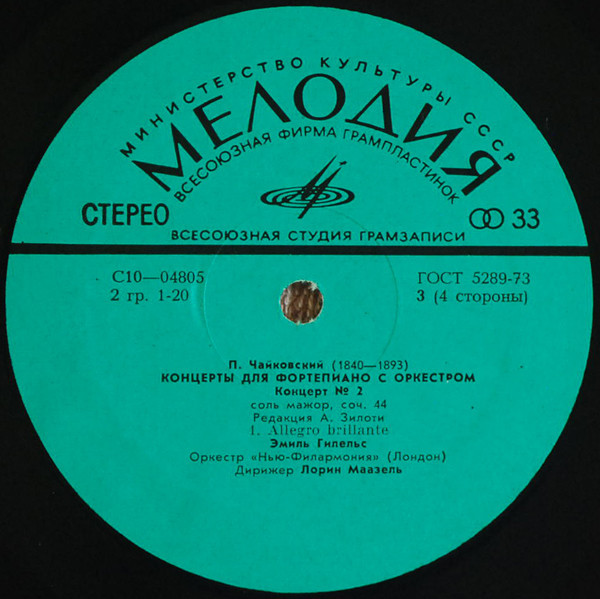 МИНИСТЕРСТВО КУЛЬТУРЫ СССР
МЕЛОДИЯ
ВСЕСОЮЗНАЯ ФИРМА ГРАМПЛАСТИНОК
СТЕРЕО
33
ВСЕСОЮЗНАЯ СТУДИЯ ГРАМЗАПИСИ
С10—04805
ГОСТ 5289-73
2 гр. 1-20
3 (4 стороны)
П. Чайковский (1840—1893)
КОНЦЕРТЫ ДЛЯ ФОРТЕПИАНО С ОРКЕСТРОМ
Концерт № 2
соль мажор, соч. 44
Редакция А. Зилоти
1. Allegro brillante
Эмиль Гилельс
Оркестр «Нью-Филармония» (Лондон)
Дирижер Лорин Маазель